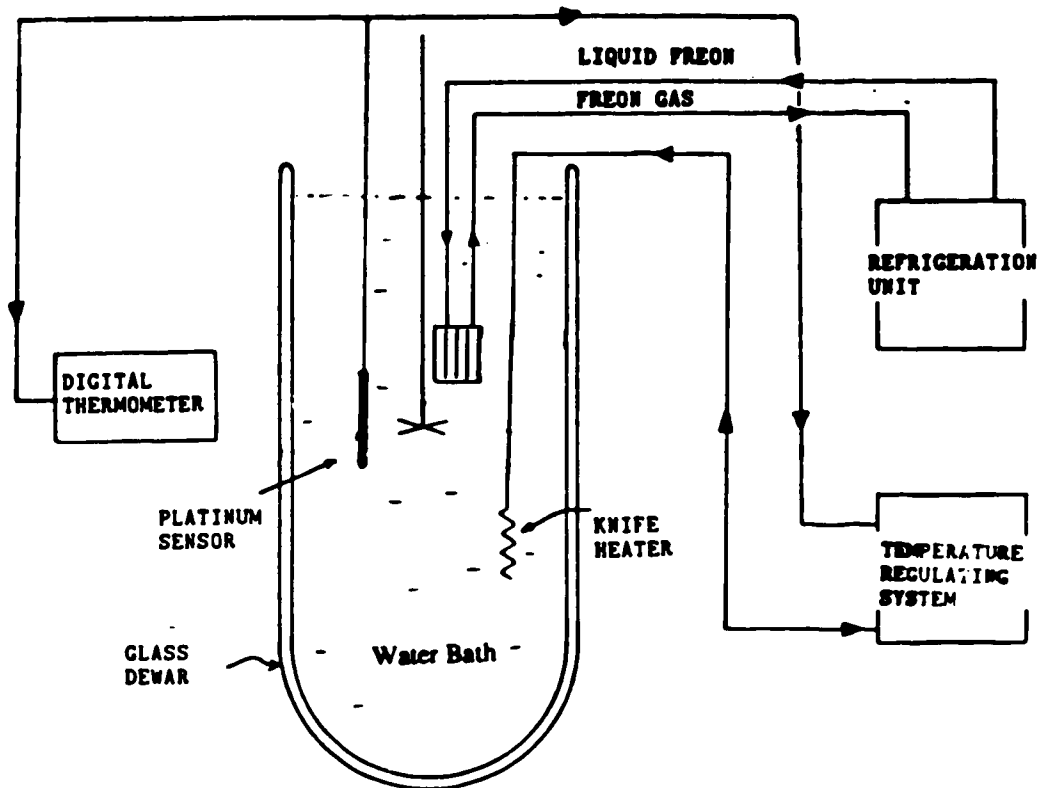 LIQUID FREON
FREON GAS
REFRIGERATION
UNIT
DIGITAL
THERMOMETER
PLATINUM
SENSOR
KNIFE
HEATER
TEMPERATURE
REGULATING
SYSTEM
GLASS
DEWAR
Water Bath